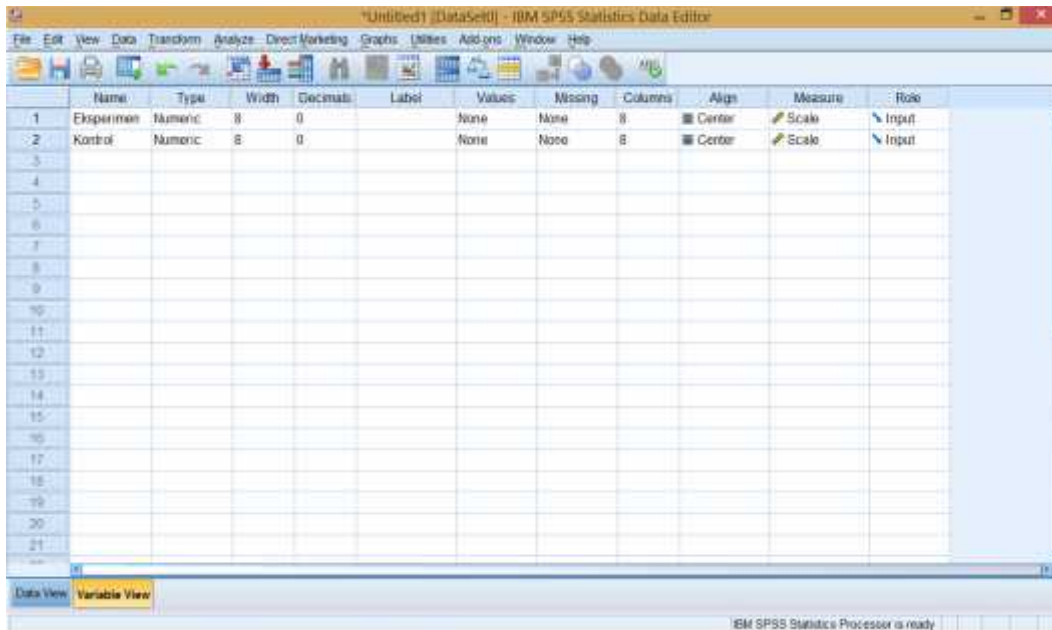 *Untitled1 [DataSet0] - IBM SPSS Statistics Data Editor
File Edit View Data Transform Analyze Direct Marketing Graphs Utilities Add-ons Window Help
Name Type Width Decimals Label Values Missing Columns Align Measure Role
1 Eksperimen Numeric 8 0 None None 8 Center Scale Input
2 Kontrol Numeric 8 0 None None 8 Center Scale Input
3
4
5
6
7
8
9
10
11
12
13
14
15
16
17
18
19
20
21
Data View Variable View
IBM SPSS Statistics Processor is ready